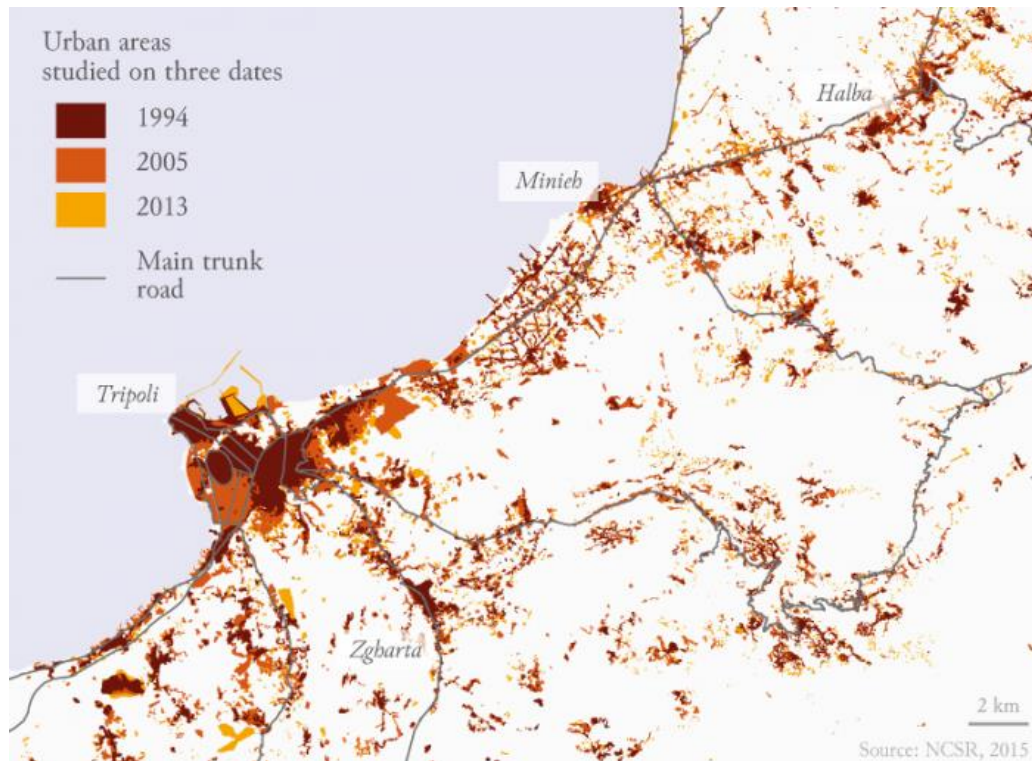 Urban areas
studied on three dates
1994
2005
2013
Main trunk
road
Halba
Minieh
Tripoli
Zgharta
2 km
Source: NCSR, 2015